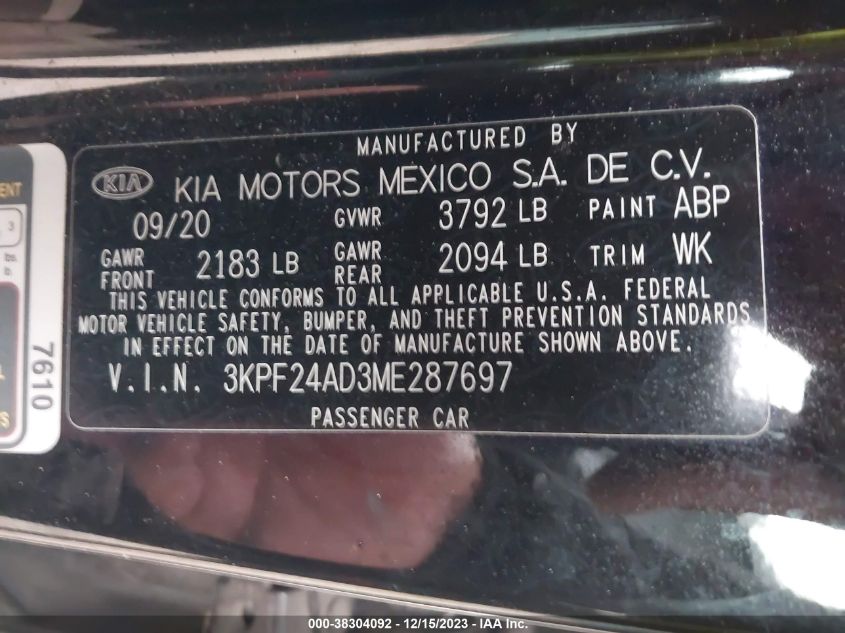 MANUFACTURED BY
KIA KIA MOTORS MEXICO S.A. DE C.V.
09/20 GVWR 3792 LB PAINT ABP
GAWR FRONT 2183 LB GAWR REAR 2094 LB TRIM WK
THIS VEHICLE CONFORMS TO ALL APPLICABLE U.S.A. FEDERAL
MOTOR VEHICLE SAFETY, BUMPER, AND THEFT PREVENTION STANDARDS
IN EFFECT ON THE DATE OF MANUFACTURE SHOWN ABOVE.
V.I.N. 3KPF24AD3ME287697
PASSENGER CAR
3
lbs.
b.
7610
000-38304092 - 12/15/2023 - IAA Inc.